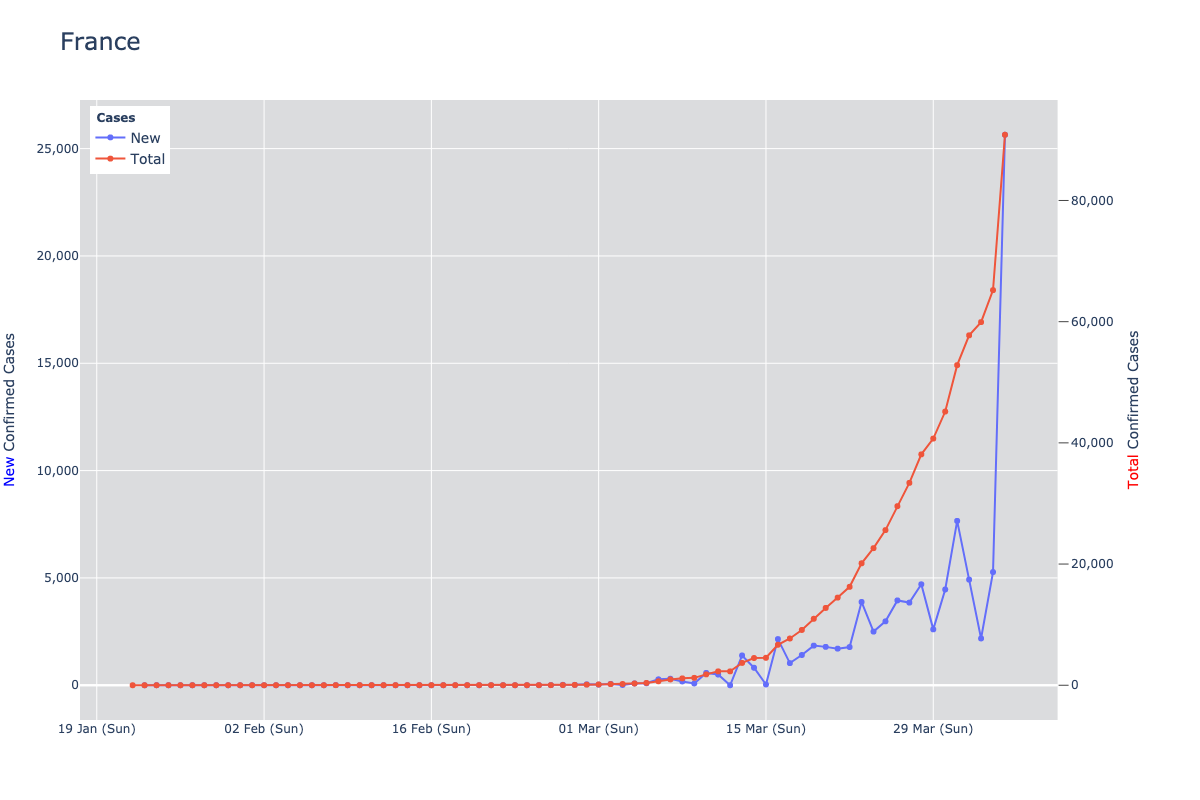 France
Cases
New
Total
25,000
20,000
15,000
10,000
5,000
0
New Confirmed Cases
80,000
60,000
40,000
20,000
0
Total Confirmed Cases
19 Jan (Sun)
02 Feb (Sun)
16 Feb (Sun)
01 Mar (Sun)
15 Mar (Sun)
29 Mar (Sun)